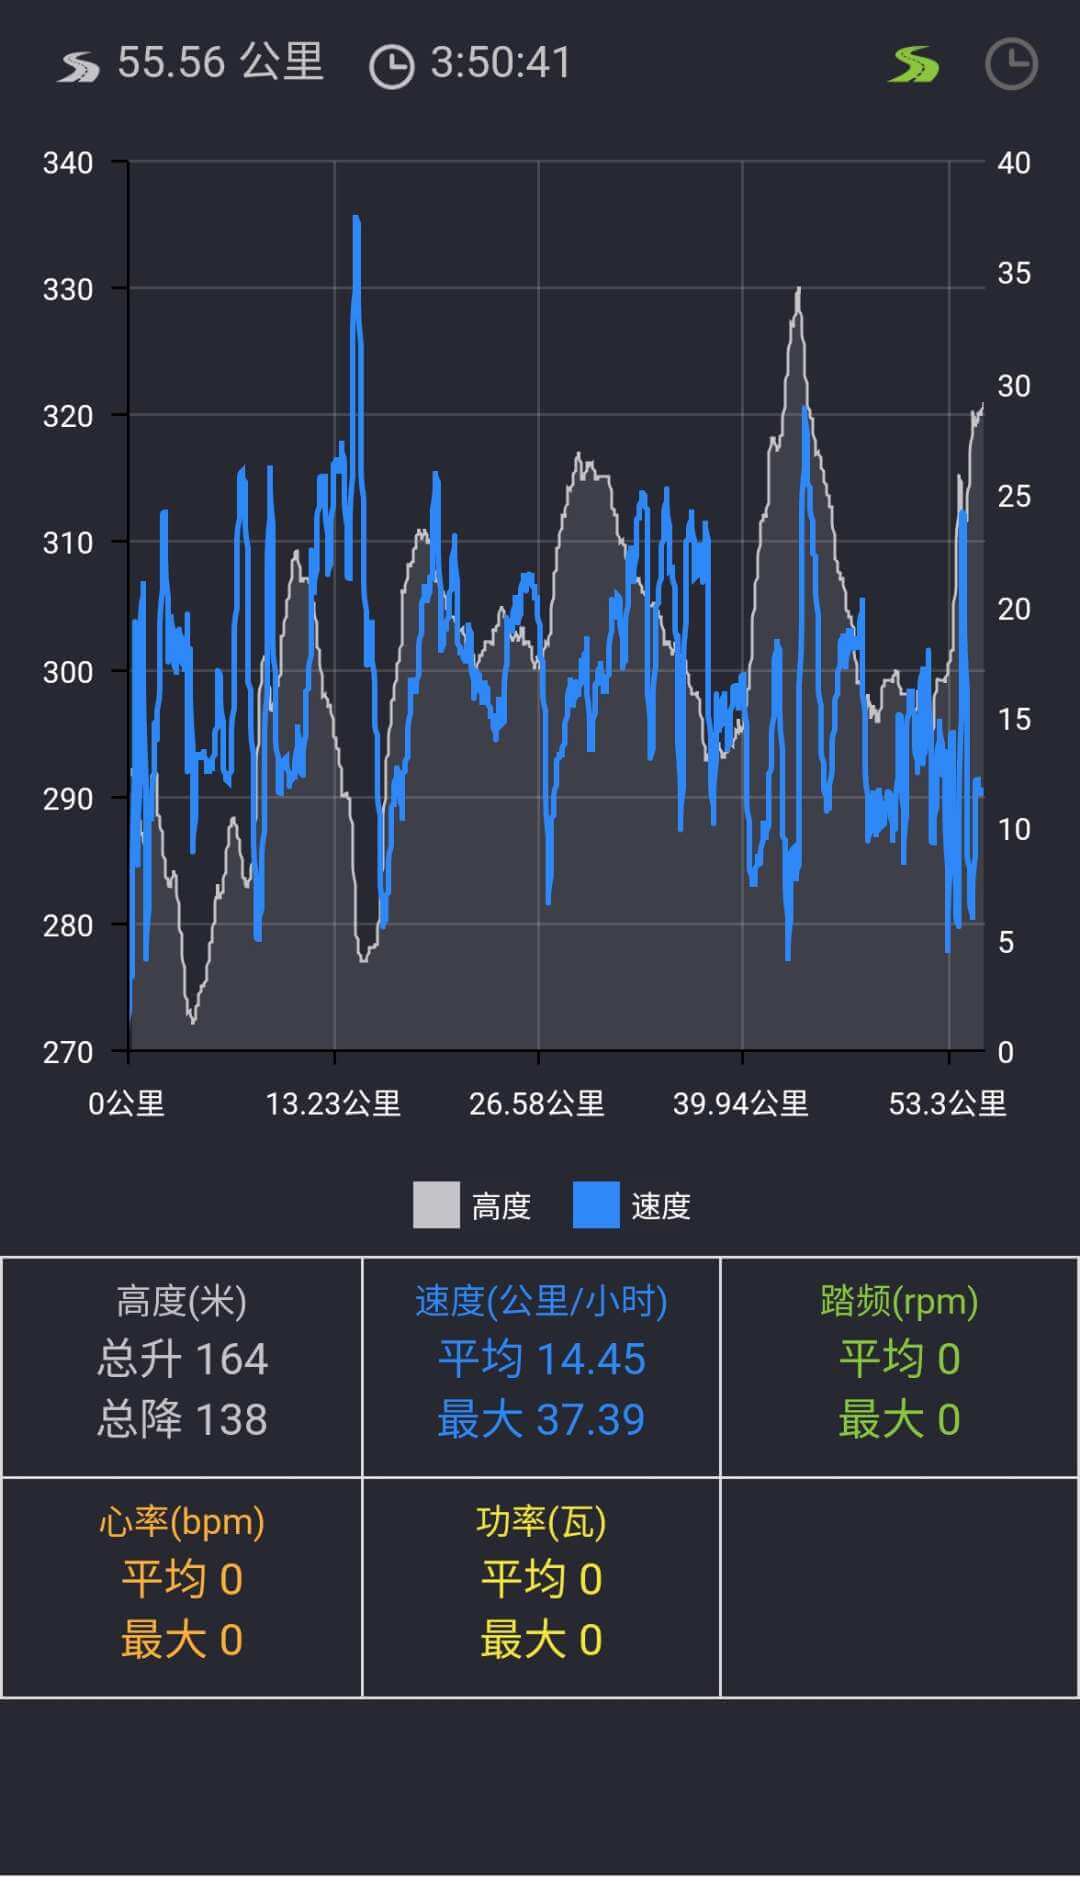 55.56 公里 3:50:41
340 40
35
330
30
320
25
310
20
300
15
290
10
280
5
270 0
0公里 13.23公里 26.58公里 39.94公里 53.3公里
高度 速度
高度(米) 速度(公里/小时) 踏频(rpm)
总升 164 平均 14.45 平均 0
总降 138 最大 37.39 最大 0
心率(bpm) 功率(瓦)
平均 0 平均 0
最大 0 最大 0